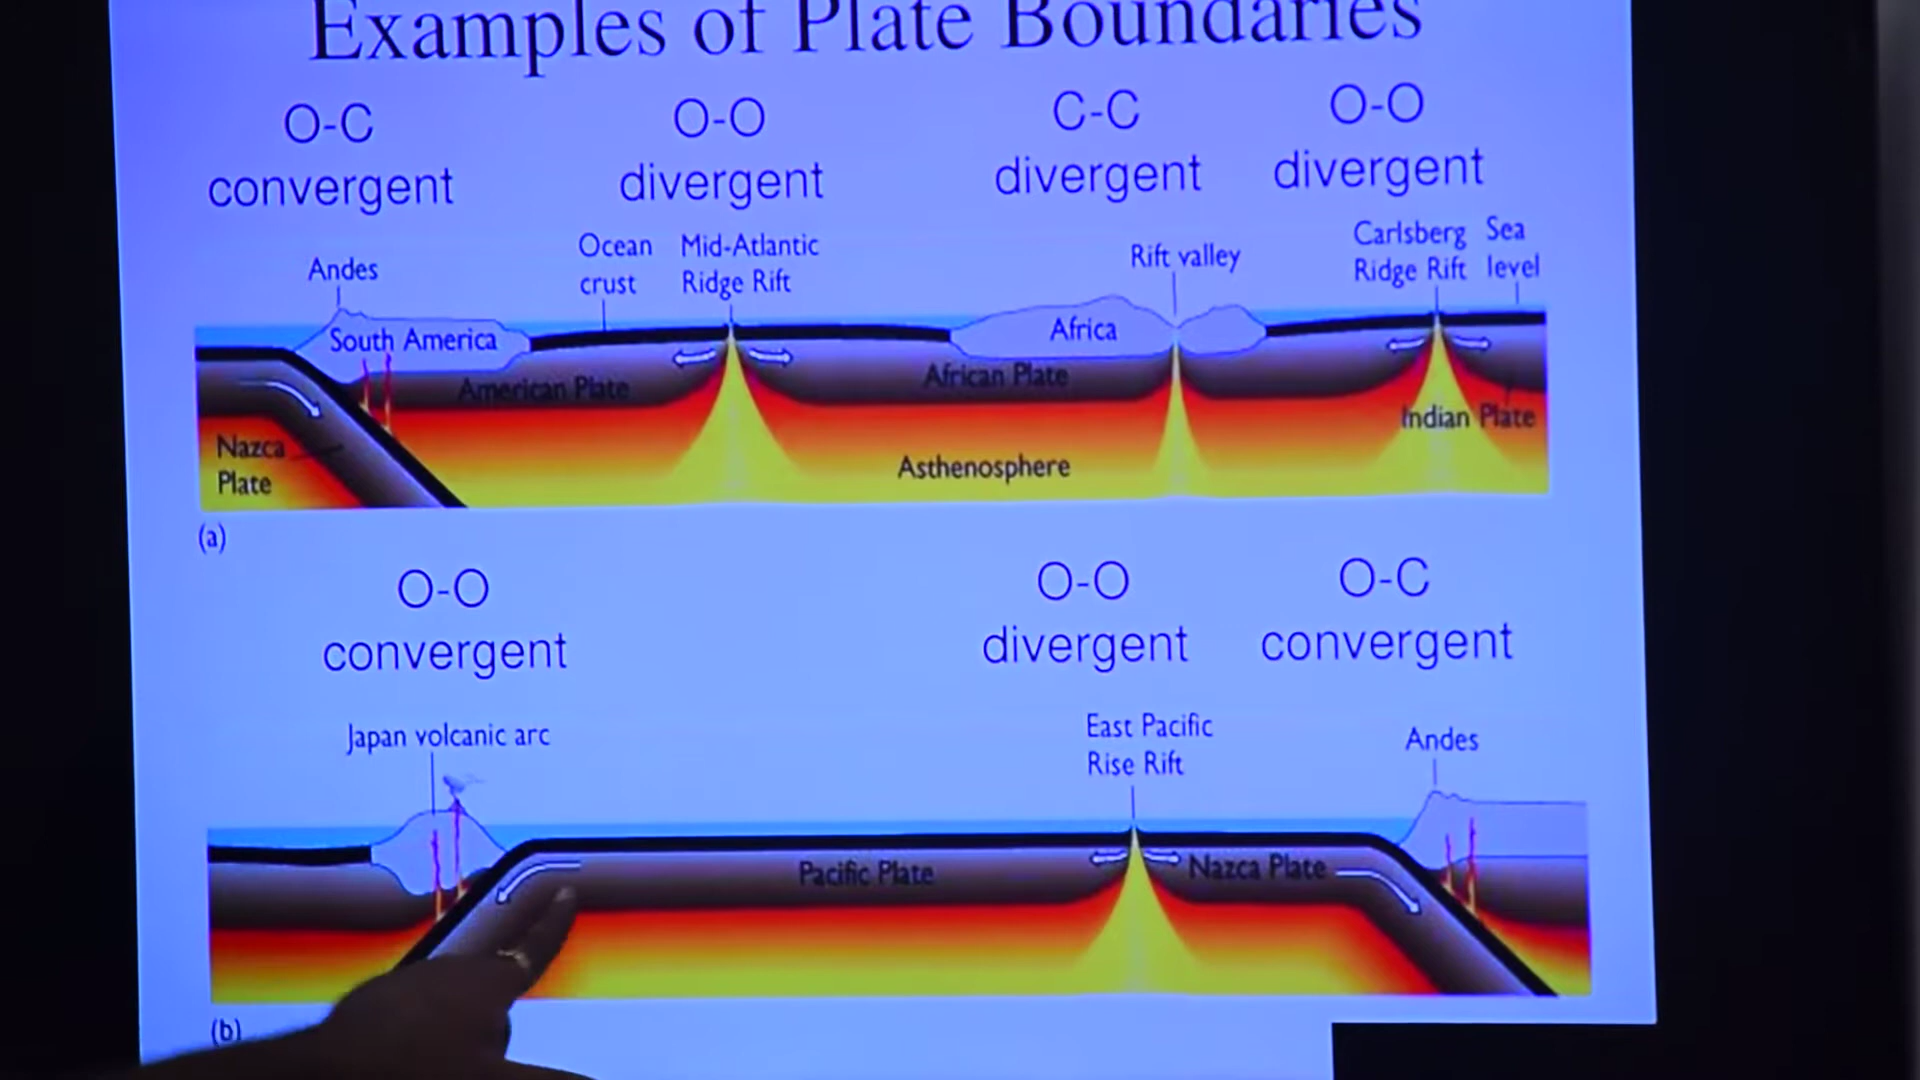 Examples of Plate Boundaries
O-C
convergent
O-O
divergent
C-C
divergent
O-O
divergent
Andes
Ocean
crust
Mid-Atlantic
Ridge Rift
Rift valley
Carlsberg
Ridge Rift
Sea
level
South America
Africa
American Plate
African Plate
Indian Plate
Nazca
Plate
Asthenosphere
(a)
O-O
convergent
O-O
divergent
O-C
convergent
Japan volcanic arc
East Pacific
Rise Rift
Andes
Pacific Plate
Nazca Plate
(b)